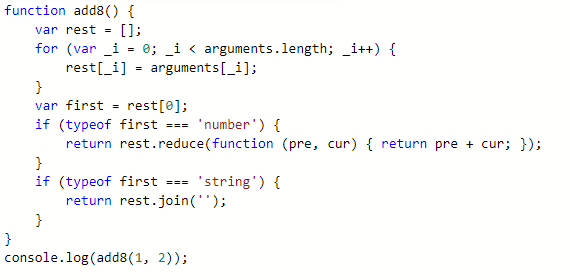 function add8() {
    var rest = [];
    for (var _i = 0; _i < arguments.length; _i++) {
        rest[_i] = arguments[_i];
    }
    var first = rest[0];
    if (typeof first === 'number') {
        return rest.reduce(function (pre, cur) { return pre + cur; });
    }
    if (typeof first === 'string') {
        return rest.join('');
    }
}
console.log(add8(1, 2));